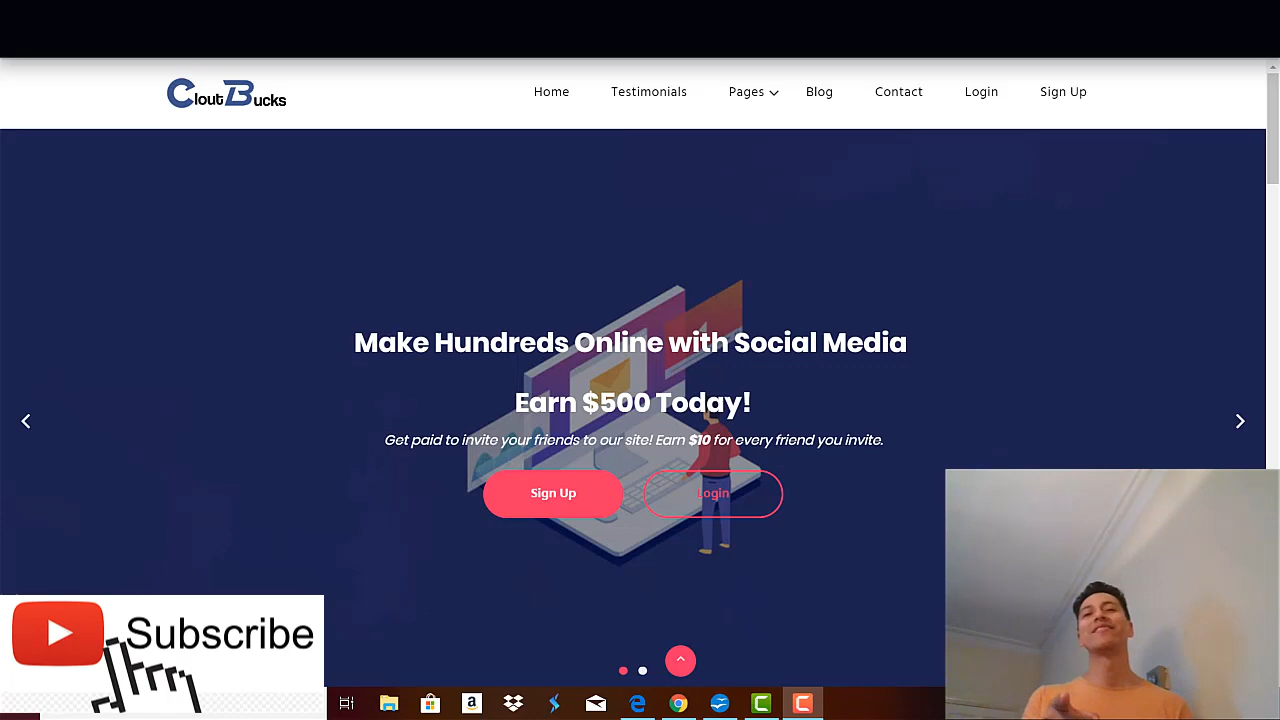 CloutBucks
Home Testimonials Pages Blog Contact Login Sign Up
Make Hundreds Online with Social Media
Earn $500 Today!
Get paid to invite your friends to our site! Earn $10 for every friend you invite.
Sign Up Login
Subscribe